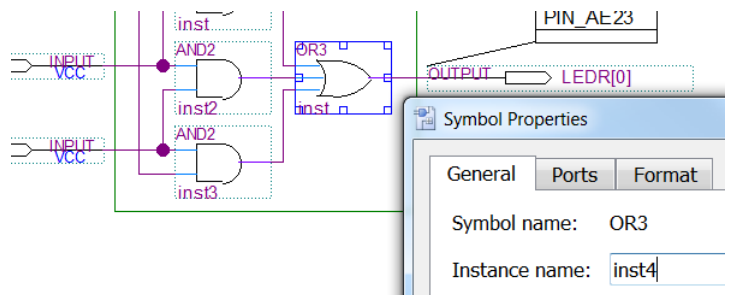 inst
PIN_AE23
AND2
OR3
INPUT
VCC
OUTPUT
LEDR[0]
inst2
inst
AND2
INPUT
VCC
inst3
Symbol Properties
General Ports Format
Symbol name: OR3
Instance name: inst4